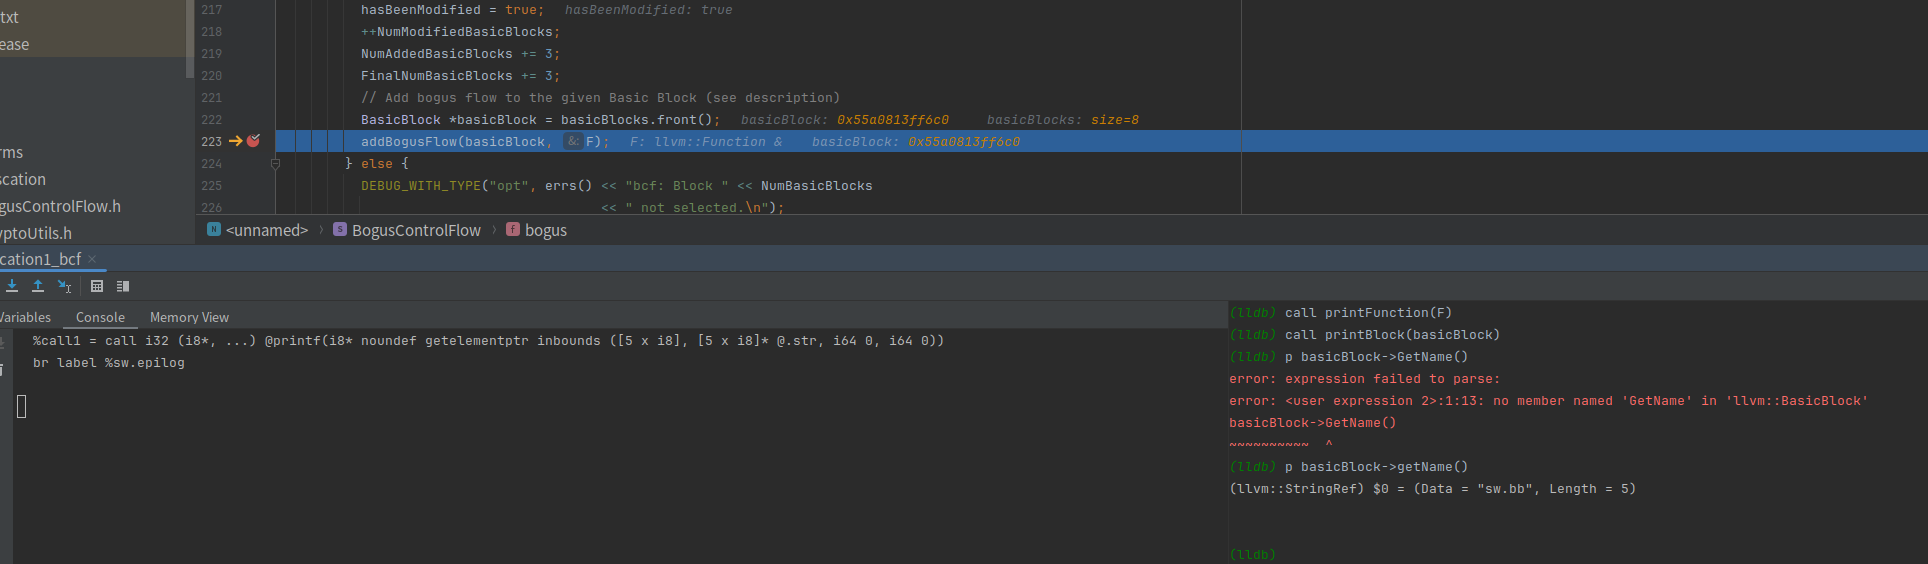 txt
ease
rms
scation
gusControlFlow.h
yptoUtils.h
217 hasBeenModified = true; hasBeenModified: true
218 ++NumModifiedBasicBlocks;
219 NumAddedBasicBlocks += 3;
220 FinalNumBasicBlocks += 3;
221 // Add bogus flow to the given Basic Block (see description)
222 BasicBlock *basicBlock = basicBlocks.front(); basicBlock: 0x55a0813ff6c0 basicBlocks: size=8
223 addBogusFlow(basicBlock, &: F); F: llvm::Function & basicBlock: 0x55a0813ff6c0
224 } else {
225 DEBUG_WITH_TYPE("opt", errs() << "bcf: Block " << NumBasicBlocks
226 << " not selected.\n");
N <unnamed> › S BogusControlFlow › f bogus
cation1_bcf ×
Variables Console Memory View
%call1 = call i32 (i8*, ...) @printf(i8* noundef getelementptr inbounds ([5 x i8], [5 x i8]* @.str, i64 0, i64 0))
br label %sw.epilog
(lldb) call printFunction(F)
(lldb) call printBlock(basicBlock)
(lldb) p basicBlock->GetName()
error: expression failed to parse:
error: <user expression 2>:1:13: no member named 'GetName' in 'llvm::BasicBlock'
basicBlock->GetName()
~~~~~~~~~~ ^
(lldb) p basicBlock->getName()
(llvm::StringRef) $0 = (Data = "sw.bb", Length = 5)
(lldb)